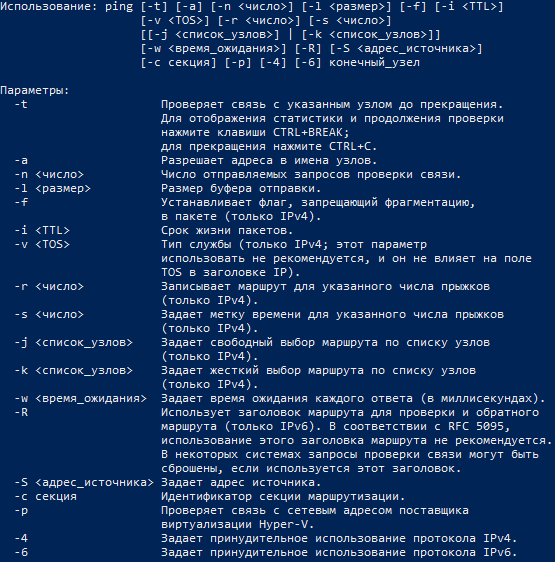 Использование: ping [-t] [-a] [-n <число>] [-l <размер>] [-f] [-i <TTL>]
[-v <TOS>] [-r <число>] [-s <число>]
[[-j <список_узлов>] | [-k <список_узлов>]]
[-w <время_ожидания>] [-R] [-S <адрес_источника>]
[-c секция] [-p] [-4] [-6] конечный_узел
Параметры:
-t Проверяет связь с указанным узлом до прекращения.
Для отображения статистики и продолжения проверки
нажмите клавиши CTRL+BREAK;
для прекращения нажмите CTRL+C.
-a Разрешает адреса в имена узлов.
-n <число> Число отправляемых запросов проверки связи.
-l <размер> Размер буфера отправки.
-f Устанавливает флаг, запрещающий фрагментацию,
в пакете (только IPv4).
-i <TTL> Срок жизни пакетов.
-v <TOS> Тип службы (только IPv4; этот параметр
использовать не рекомендуется, и он не влияет на поле
TOS в заголовке IP).
-r <число> Записывает маршрут для указанного числа прыжков
(только IPv4).
-s <число> Задает метку времени для указанного числа прыжков
(только IPv4).
-j <список_узлов> Задает свободный выбор маршрута по списку узлов
(только IPv4).
-k <список_узлов> Задает жесткий выбор маршрута по списку узлов
(только IPv4).
-w <время_ожидания> Задает время ожидания каждого ответа (в миллисекундах).
-R Использует заголовок маршрута для проверки и обратного
маршрута (только IPv6). В соответствии с RFC 5095,
использование этого заголовка маршрута не рекомендуется.
В некоторых системах запросы проверки связи могут быть
сброшены, если используется этот заголовок.
-S <адрес_источника> Задает адрес источника.
-c секция Идентификатор секции маршрутизации.
-p Проверяет связь с сетевым адресом поставщика
виртуализации Hyper-V.
-4 Задает принудительное использование протокола IPv4.
-6 Задает принудительное использование протокола IPv6.